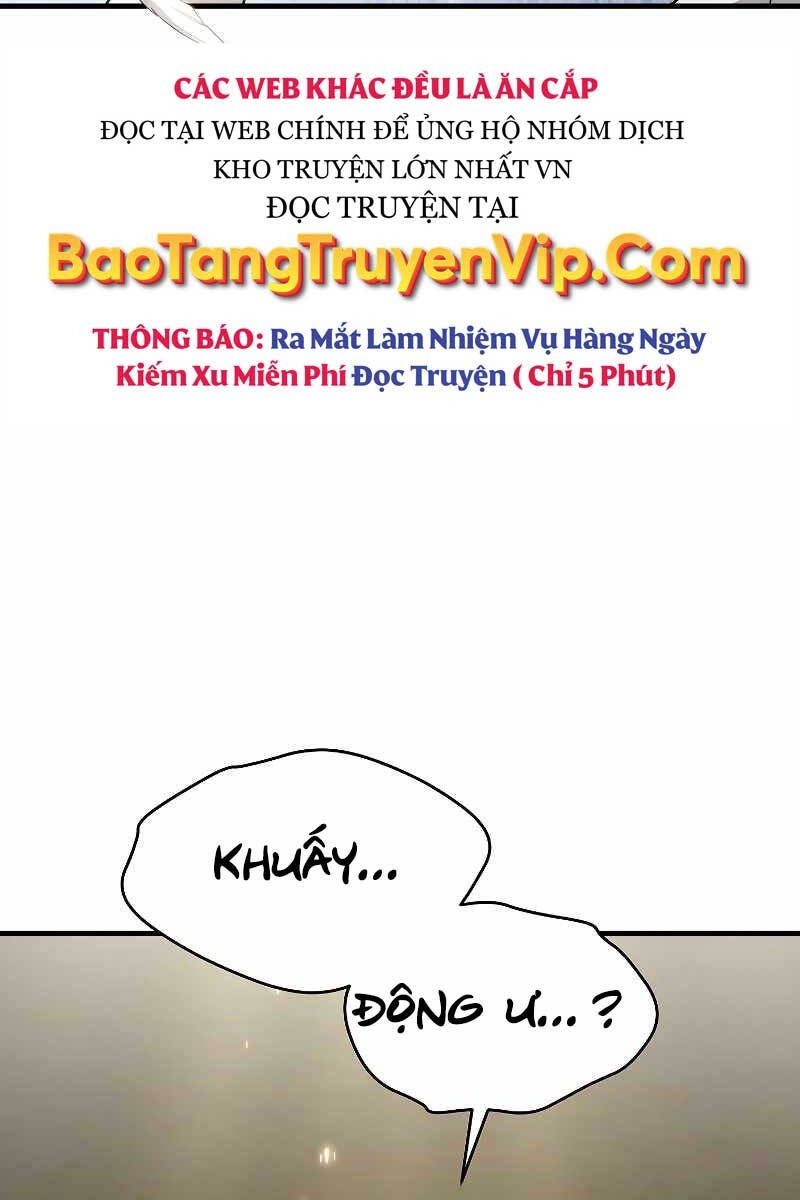 CÁC WEB KHÁC ĐỀU LÀ ĂN CẮP
ĐỌC TẠI WEB CHÍNH ĐỂ ỦNG HỘ NHÓM DỊCH
KHO TRUYỆN LỚN NHẤT VN
ĐỌC TRUYỆN TẠI
BaoTangTruyenVip.Com
THÔNG BÁO: Ra Mắt Làm Nhiệm Vụ Hàng Ngày
Kiếm Xu Miễn Phí Đọc Truyện ( Chỉ 5 Phút)
KHUẤY...
ĐỘNG Ư...?